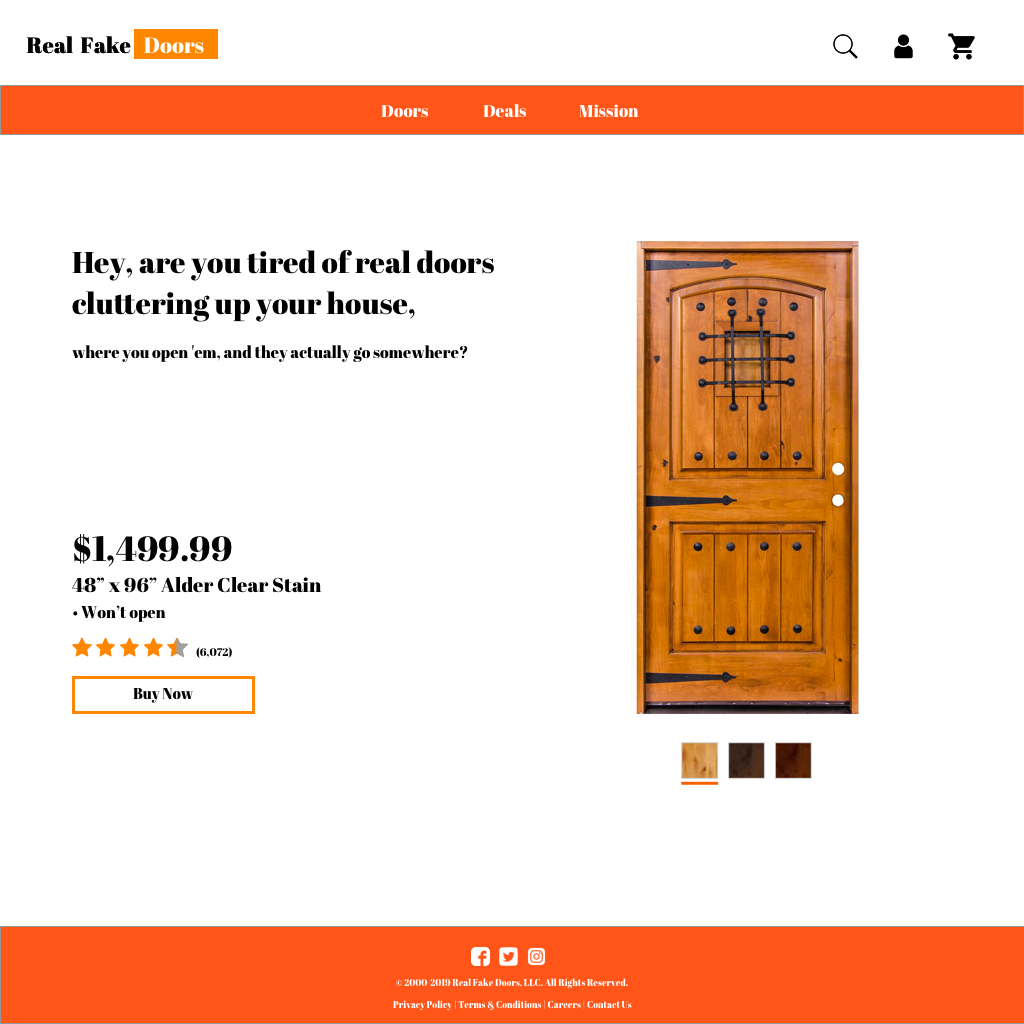 Real Fake Doors
Doors Deals Mission
Hey, are you tired of real doors
cluttering up your house,
where you open 'em, and they actually go somewhere?
$1,499.99
48” x 96” Alder Clear Stain
• Won’t open
(6,072)
Buy Now
© 2000-2019 Real Fake Doors, LLC. All Rights Reserved.
Privacy Policy | Terms & Conditions | Careers | Contact Us